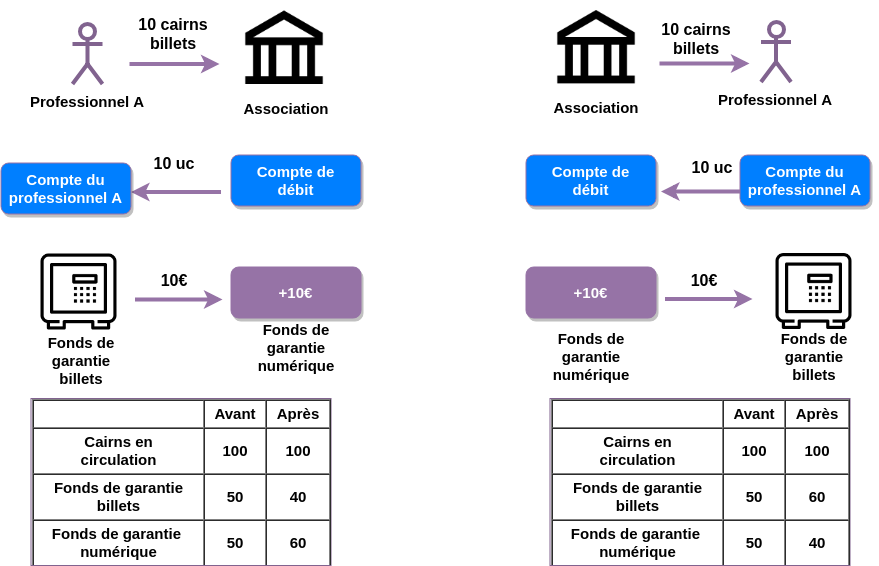 10 cairns
billets
Professionnel A
Association
10 uc
Compte du
professionnel A
Compte de
débit
10€
+10€
Fonds de
garantie
billets
Fonds de
garantie
numérique
Avant Après
Cairns en
circulation
100 100
Fonds de garantie
billets
50 40
Fonds de garantie
numérique
50 60
10 cairns
billets
Association
Professionnel A
10 uc
Compte de
débit
Compte du
professionnel A
10€
+10€
Fonds de
garantie
numérique
Fonds de
garantie
billets
Avant Après
Cairns en
circulation
100 100
Fonds de garantie
billets
50 60
Fonds de garantie
numérique
50 40